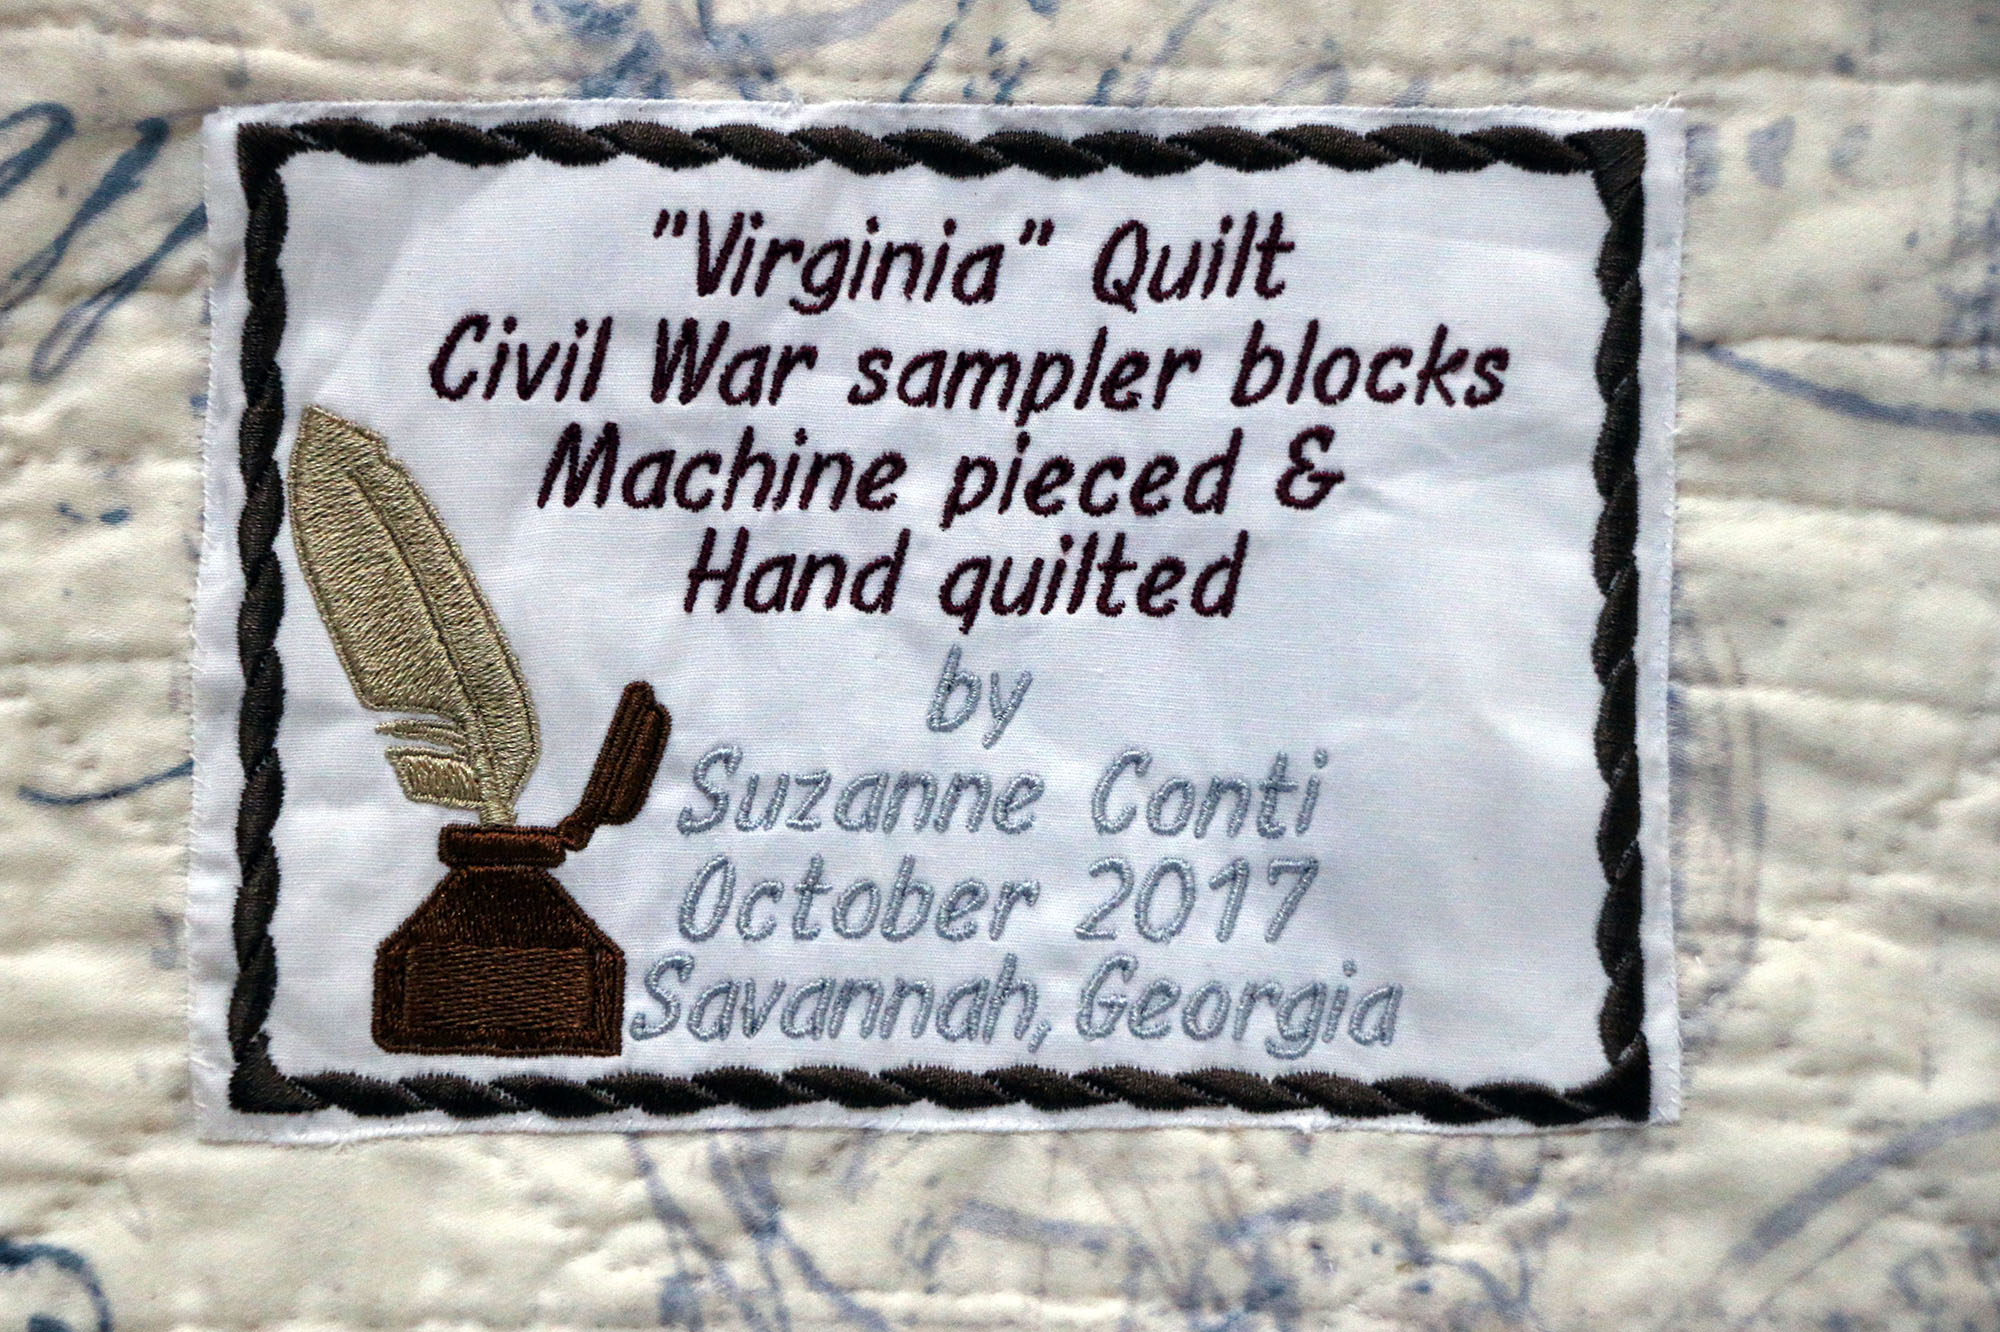 "Virginia" Quilt
Civil War sampler blocks
Machine pieced &
Hand quilted
by
Suzanne Conti
October 2017
Savannah, Georgia